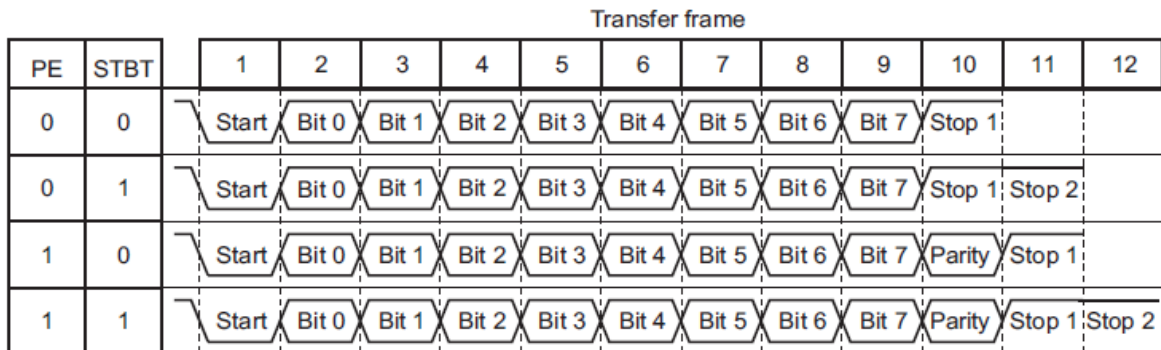 Transfer frame
PE STBT 1 2 3 4 5 6 7 8 9 10 11 12
0 0 Start Bit 0 Bit 1 Bit 2 Bit 3 Bit 4 Bit 5 Bit 6 Bit 7 Stop 1
0 1 Start Bit 0 Bit 1 Bit 2 Bit 3 Bit 4 Bit 5 Bit 6 Bit 7 Stop 1 Stop 2
1 0 Start Bit 0 Bit 1 Bit 2 Bit 3 Bit 4 Bit 5 Bit 6 Bit 7 Parity Stop 1
1 1 Start Bit 0 Bit 1 Bit 2 Bit 3 Bit 4 Bit 5 Bit 6 Bit 7 Parity Stop 1 Stop 2